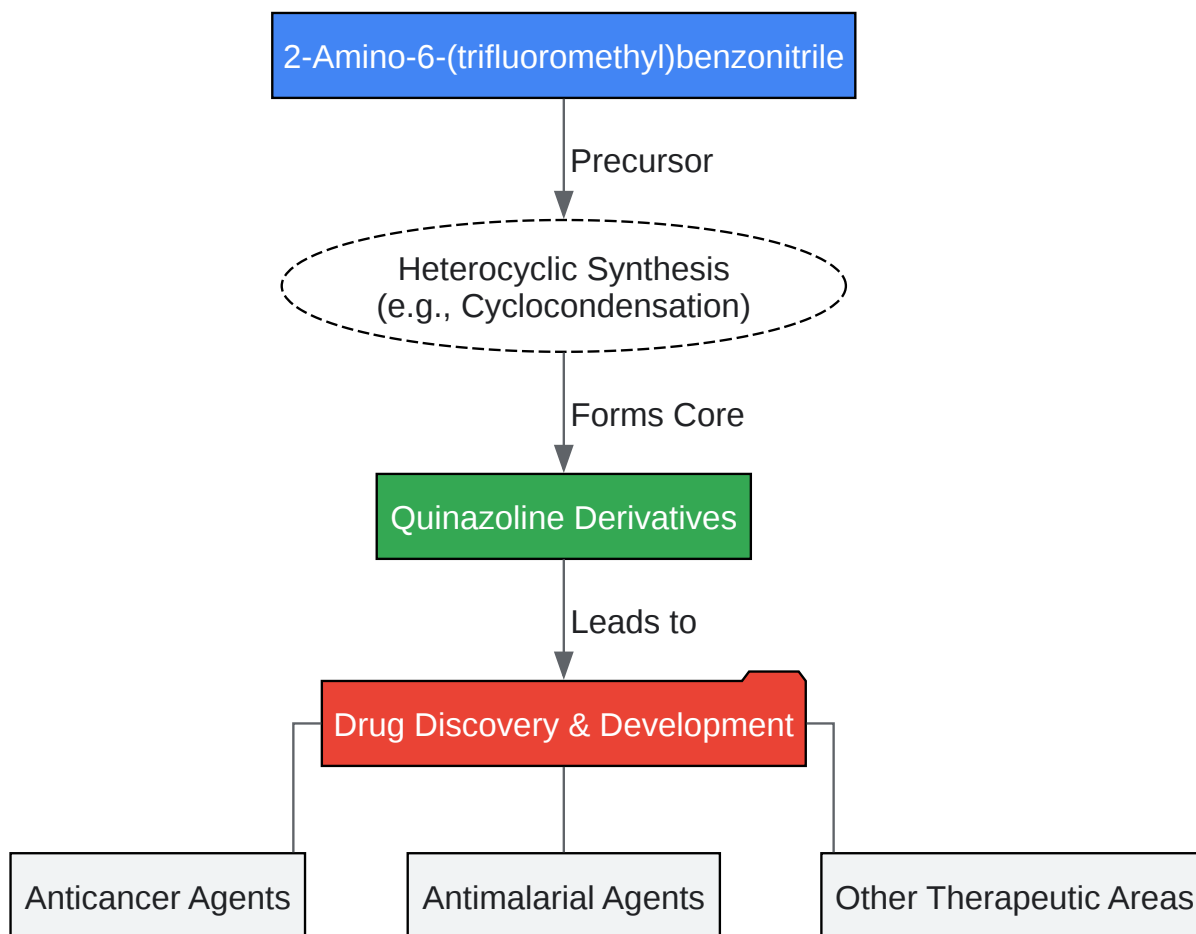 2-Amino-6-(trifluoromethyl)benzonitrile
Precursor
Heterocyclic Synthesis
(e.g., Cyclocondensation)
Forms Core
Quinazoline Derivatives
Leads to
Drug Discovery & Development
Anticancer Agents
Antimalarial Agents
Other Therapeutic Areas